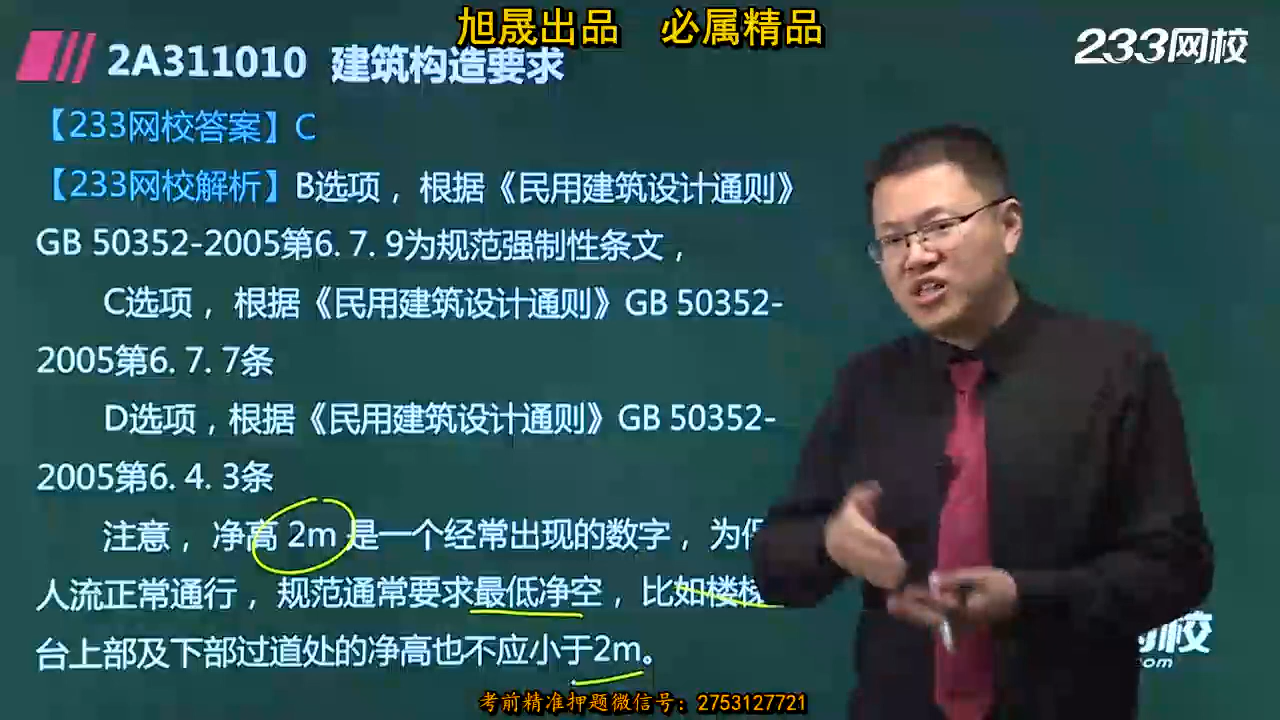 旭晟出品 必属精品
2A311010 建筑构造要求
233网校
【233网校答案】C
【233网校解析】B选项，根据《民用建筑设计通则》
GB 50352-2005第6. 7. 9为规范强制性条文，
C选项，根据《民用建筑设计通则》GB 50352-
2005第6. 7. 7条
D选项，根据《民用建筑设计通则》GB 50352-
2005第6. 4. 3条
注意，净高 2m 是一个经常出现的数字，为
人流正常通行，规范通常要求最低净空，比如楼梯
台上部及下部过道处的净高也不应小于2m。
校
.com
考前精准押题微信号：2753127721